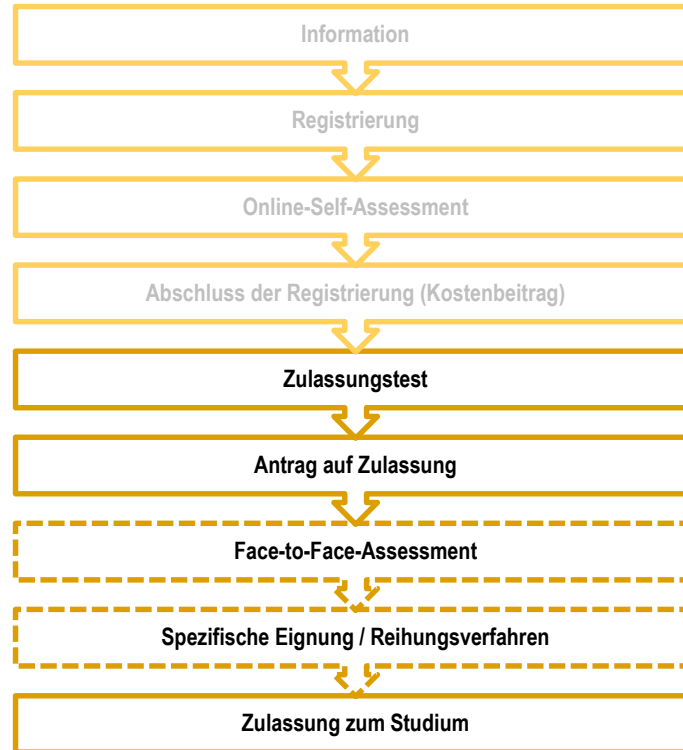 Information
Registrierung
Online-Self-Assessment
Abschluss der Registrierung (Kostenbeitrag)
Zulassungstest
Antrag auf Zulassung
Face-to-Face-Assessment
Spezifische Eignung / Reihungsverfahren
Zulassung zum Studium